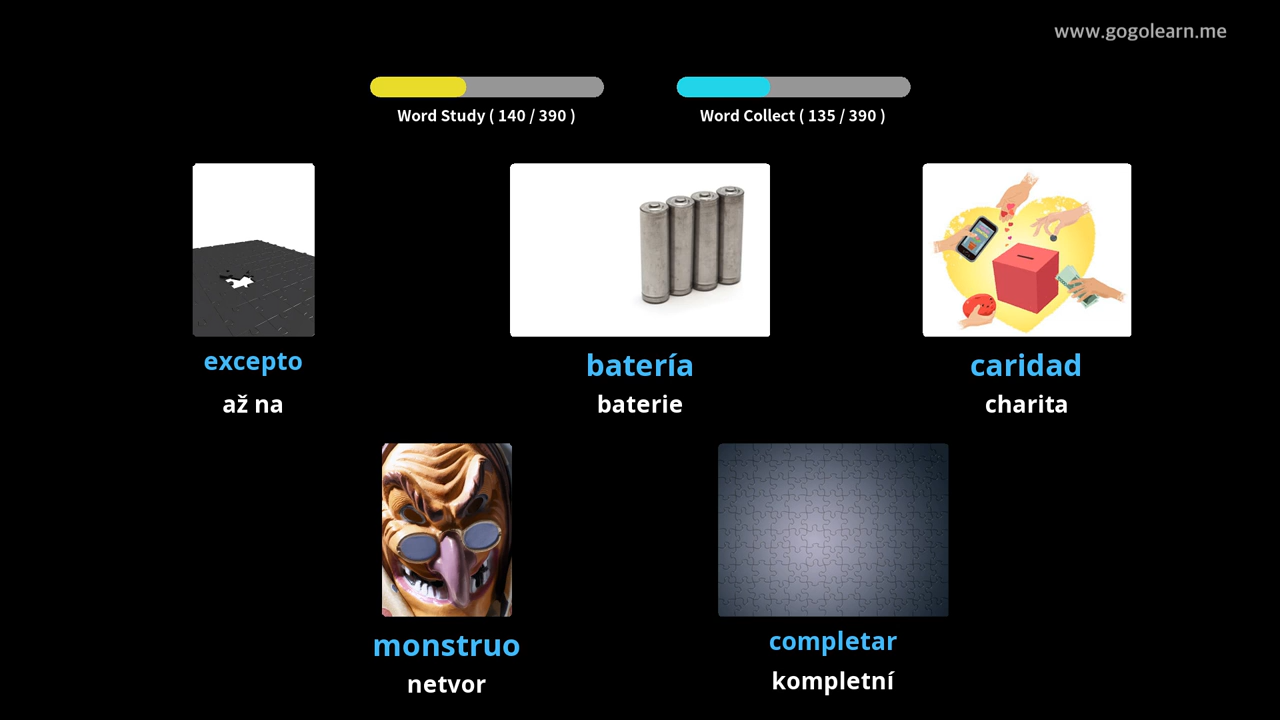 www.gogolearn.me
Word Study ( 140 / 390 )
Word Collect ( 135 / 390 )
excepto
až na
batería
baterie
caridad
charita
monstruo
netvor
completar
kompletní